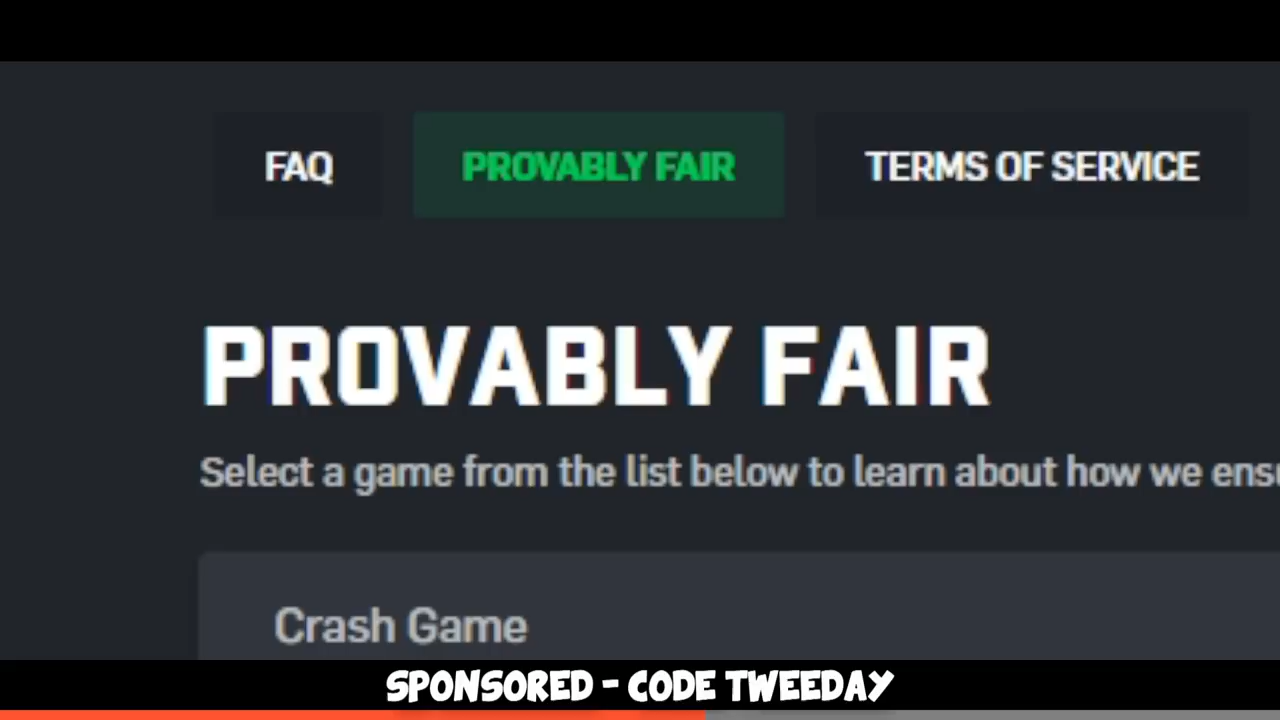 FAQ PROVABLY FAIR TERMS OF SERVICE
PROVABLY FAIR
Select a game from the list below to learn about how we ensu
Crash Game
SPONSORED - CODE TWEEDAY